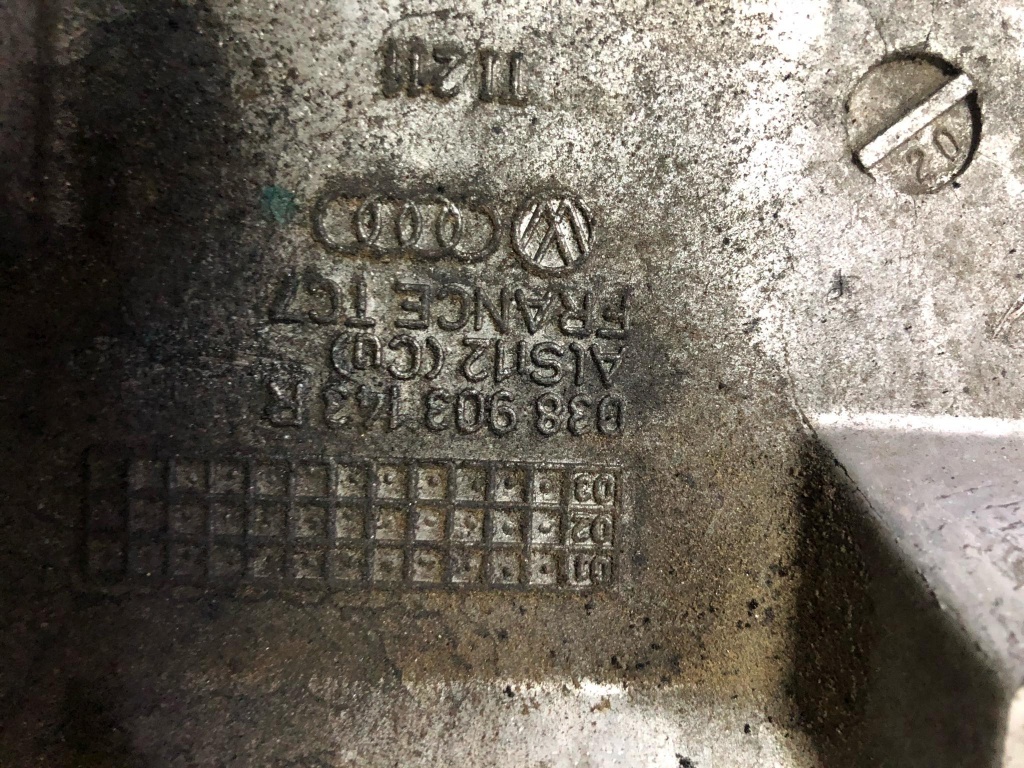 01
02
03
038 903 143 R
AlSi12 (Cu)
FRANCE TC7
20